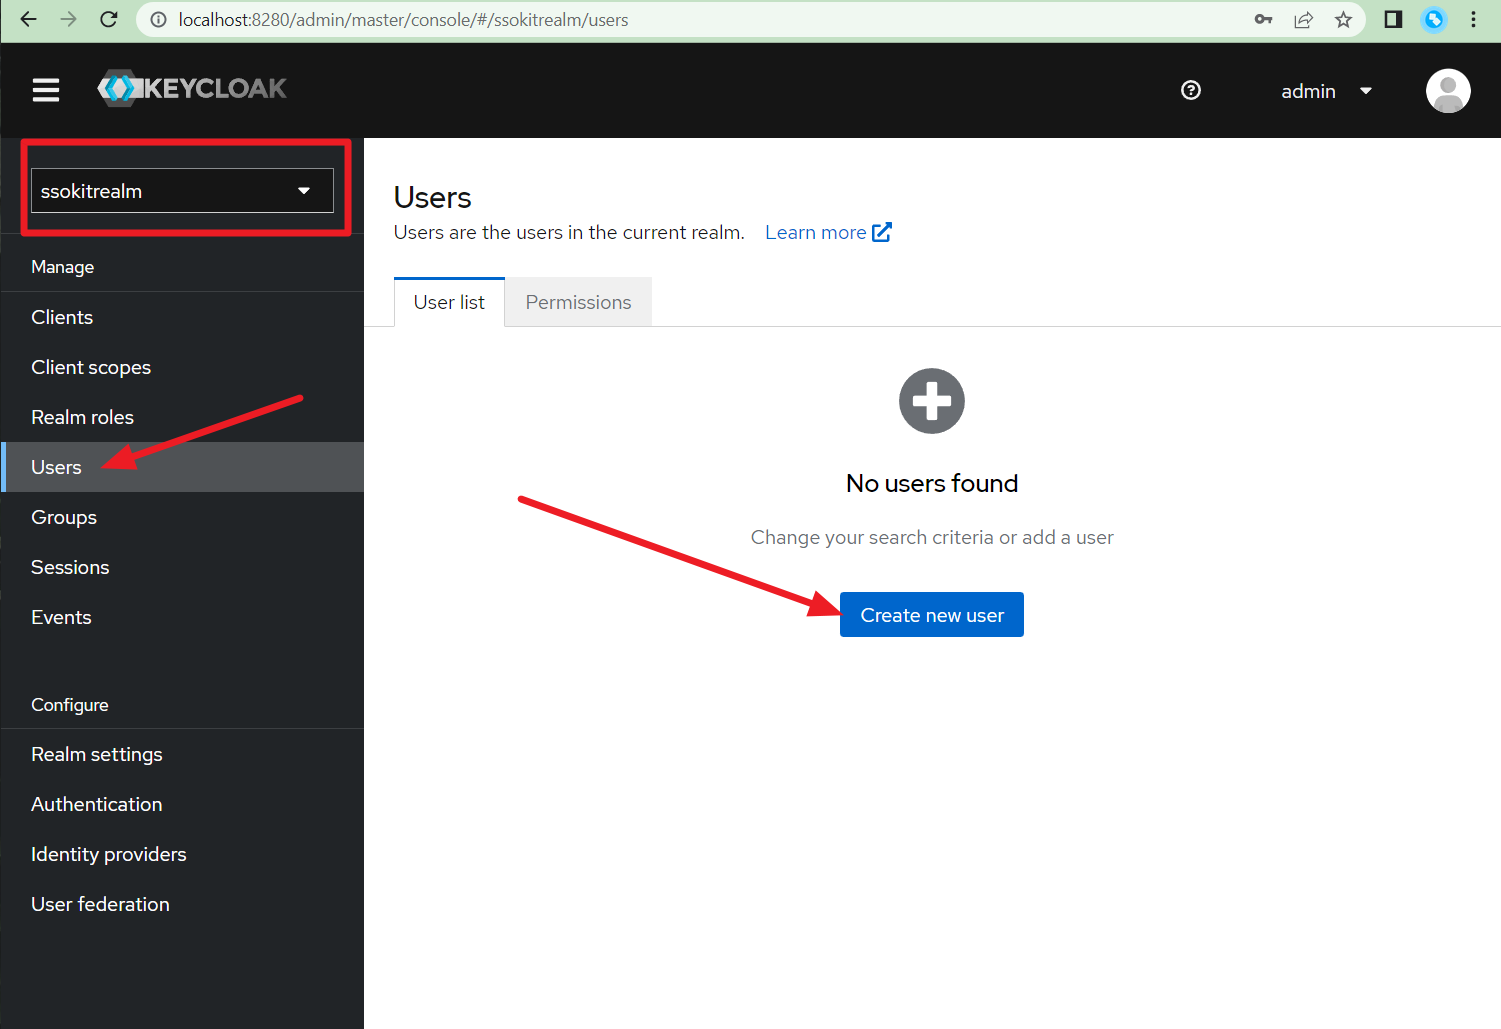 localhost:8280/admin/master/console/#/ssokitrealm/users
KEYCLOAK
admin
ssokitrealm
Manage
Clients
Client scopes
Realm roles
Users
Groups
Sessions
Events
Configure
Realm settings
Authentication
Identity providers
User federation
Users
Users are the users in the current realm. Learn more
User list Permissions
No users found
Change your search criteria or add a user
Create new user